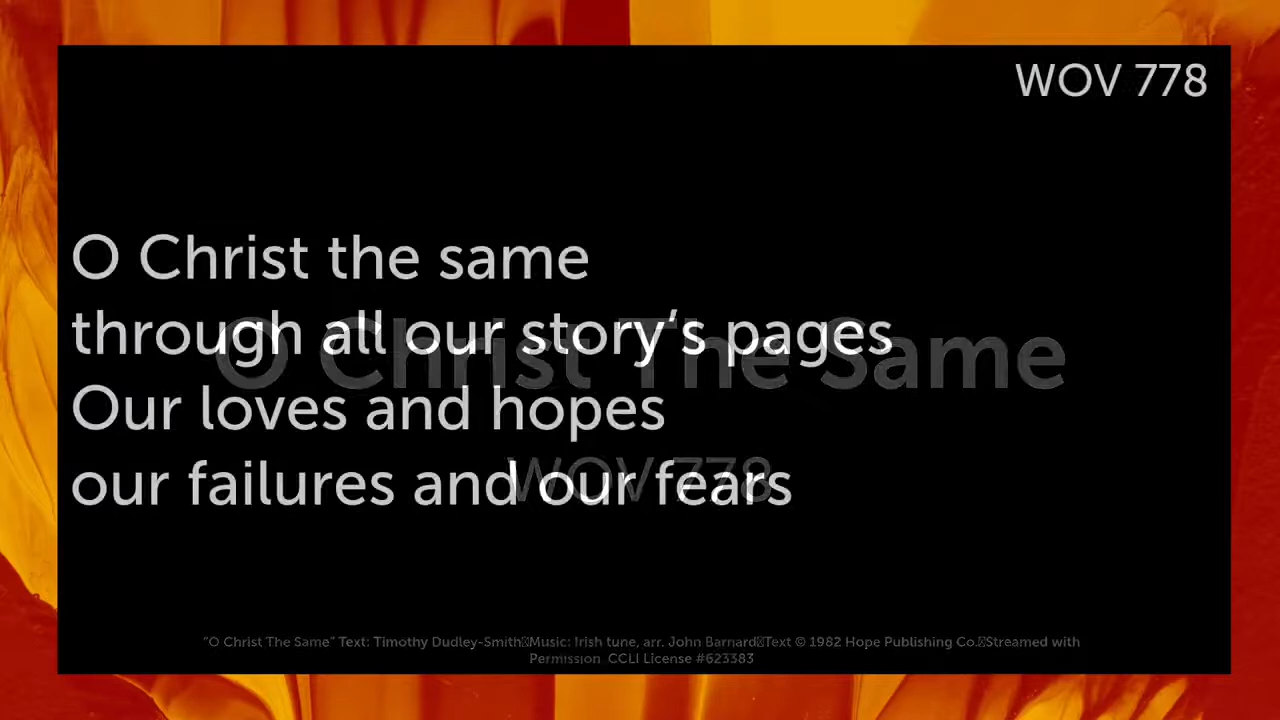 WOV 778
O Christ the same
through all our story‘s pages
O Christ The Same
Our loves and hopes
our failures and our fears
WOV 778
"O Christ The Same" Text: Timothy Dudley-Smith▯Music: Irish tune, arr. John Barnard▯Text © 1982 Hope Publishing Co.▯Streamed with
Permission CCLI License #623383